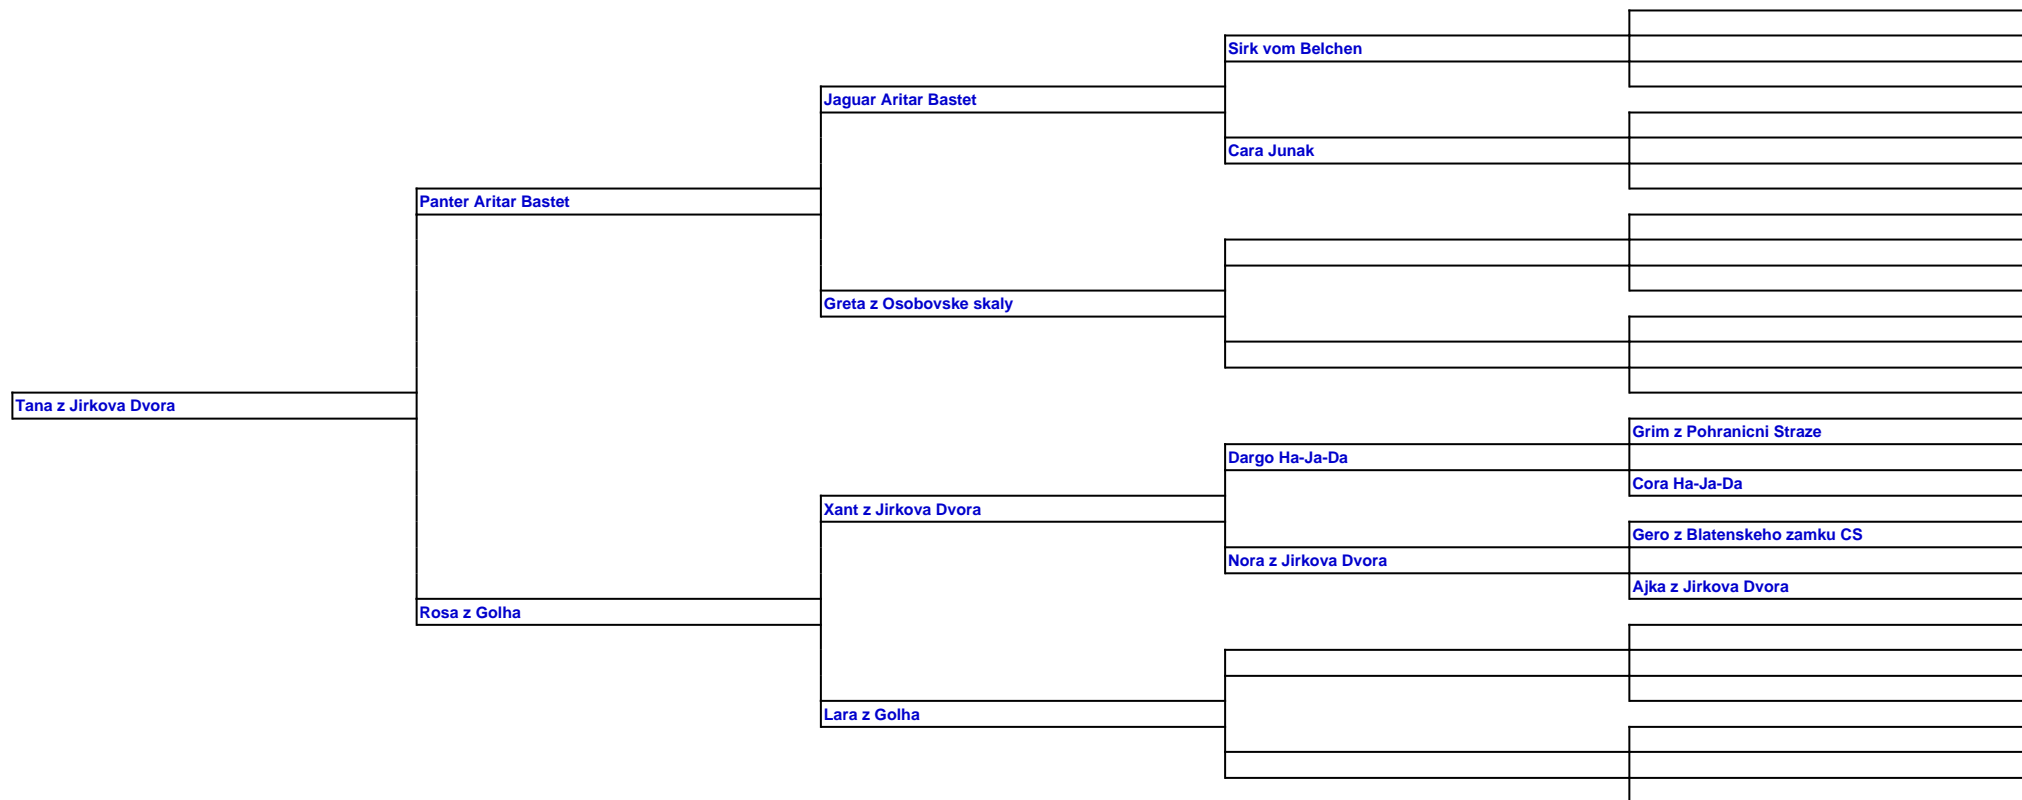 Sirk vom Belchen
Jaguar Aritar Bastet
Cara Junak
Panter Aritar Bastet
Greta z Osobovske skaly
Tana z Jirkova Dvora
Grim z Pohranicni Straze
Dargo Ha-Ja-Da
Cora Ha-Ja-Da
Xant z Jirkova Dvora
Gero z Blatenskeho zamku CS
Nora z Jirkova Dvora
Ajka z Jirkova Dvora
Rosa z Golha
Lara z Golha